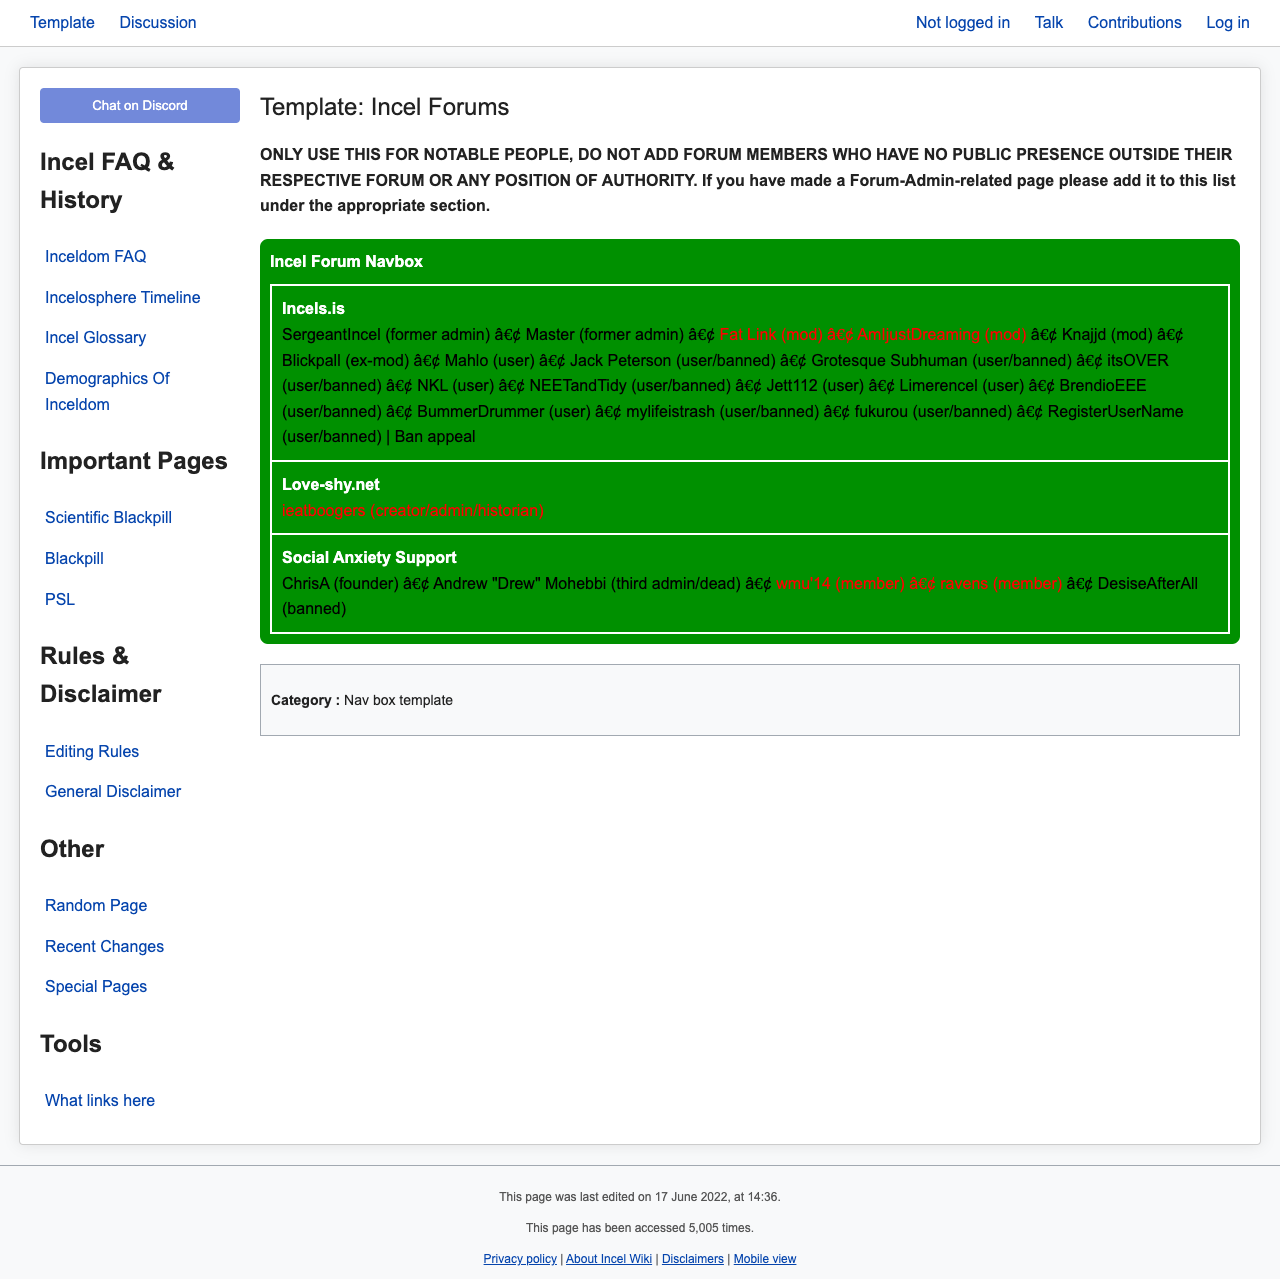 Template Discussion Not logged in Talk Contributions Log in
Chat on Discord
Incel FAQ &
History
Inceldom FAQ
Incelosphere Timeline
Incel Glossary
Demographics Of
Inceldom
Important Pages
Scientific Blackpill
Blackpill
PSL
Rules &
Disclaimer
Editing Rules
General Disclaimer
Other
Random Page
Recent Changes
Special Pages
Tools
What links here
Template: Incel Forums
ONLY USE THIS FOR NOTABLE PEOPLE, DO NOT ADD FORUM MEMBERS WHO HAVE NO PUBLIC PRESENCE OUTSIDE THEIR
RESPECTIVE FORUM OR ANY POSITION OF AUTHORITY. If you have made a Forum-Admin-related page please add it to this list
under the appropriate section.
Incel Forum Navbox
Incels.is
SergeantIncel (former admin) â€¢ Master (former admin) â€¢ Fat Link (mod) â€¢ AmIjustDreaming (mod) â€¢ Knajjd (mod) â€¢
Blickpall (ex-mod) â€¢ Mahlo (user) â€¢ Jack Peterson (user/banned) â€¢ Grotesque Subhuman (user/banned) â€¢ itsOVER
(user/banned) â€¢ NKL (user) â€¢ NEETandTidy (user/banned) â€¢ Jett112 (user) â€¢ Limerencel (user) â€¢ BrendioEEE
(user/banned) â€¢ BummerDrummer (user) â€¢ mylifeistrash (user/banned) â€¢ fukurou (user/banned) â€¢ RegisterUserName
(user/banned) | Ban appeal
Love-shy.net
ieatboogers (creator/admin/historian)
Social Anxiety Support
ChrisA (founder) â€¢ Andrew "Drew" Mohebbi (third admin/dead) â€¢ wmu'14 (member) â€¢ ravens (member) â€¢ DesiseAfterAll
(banned)
Category : Nav box template
This page was last edited on 17 June 2022, at 14:36.
This page has been accessed 5,005 times.
Privacy policy | About Incel Wiki | Disclaimers | Mobile view